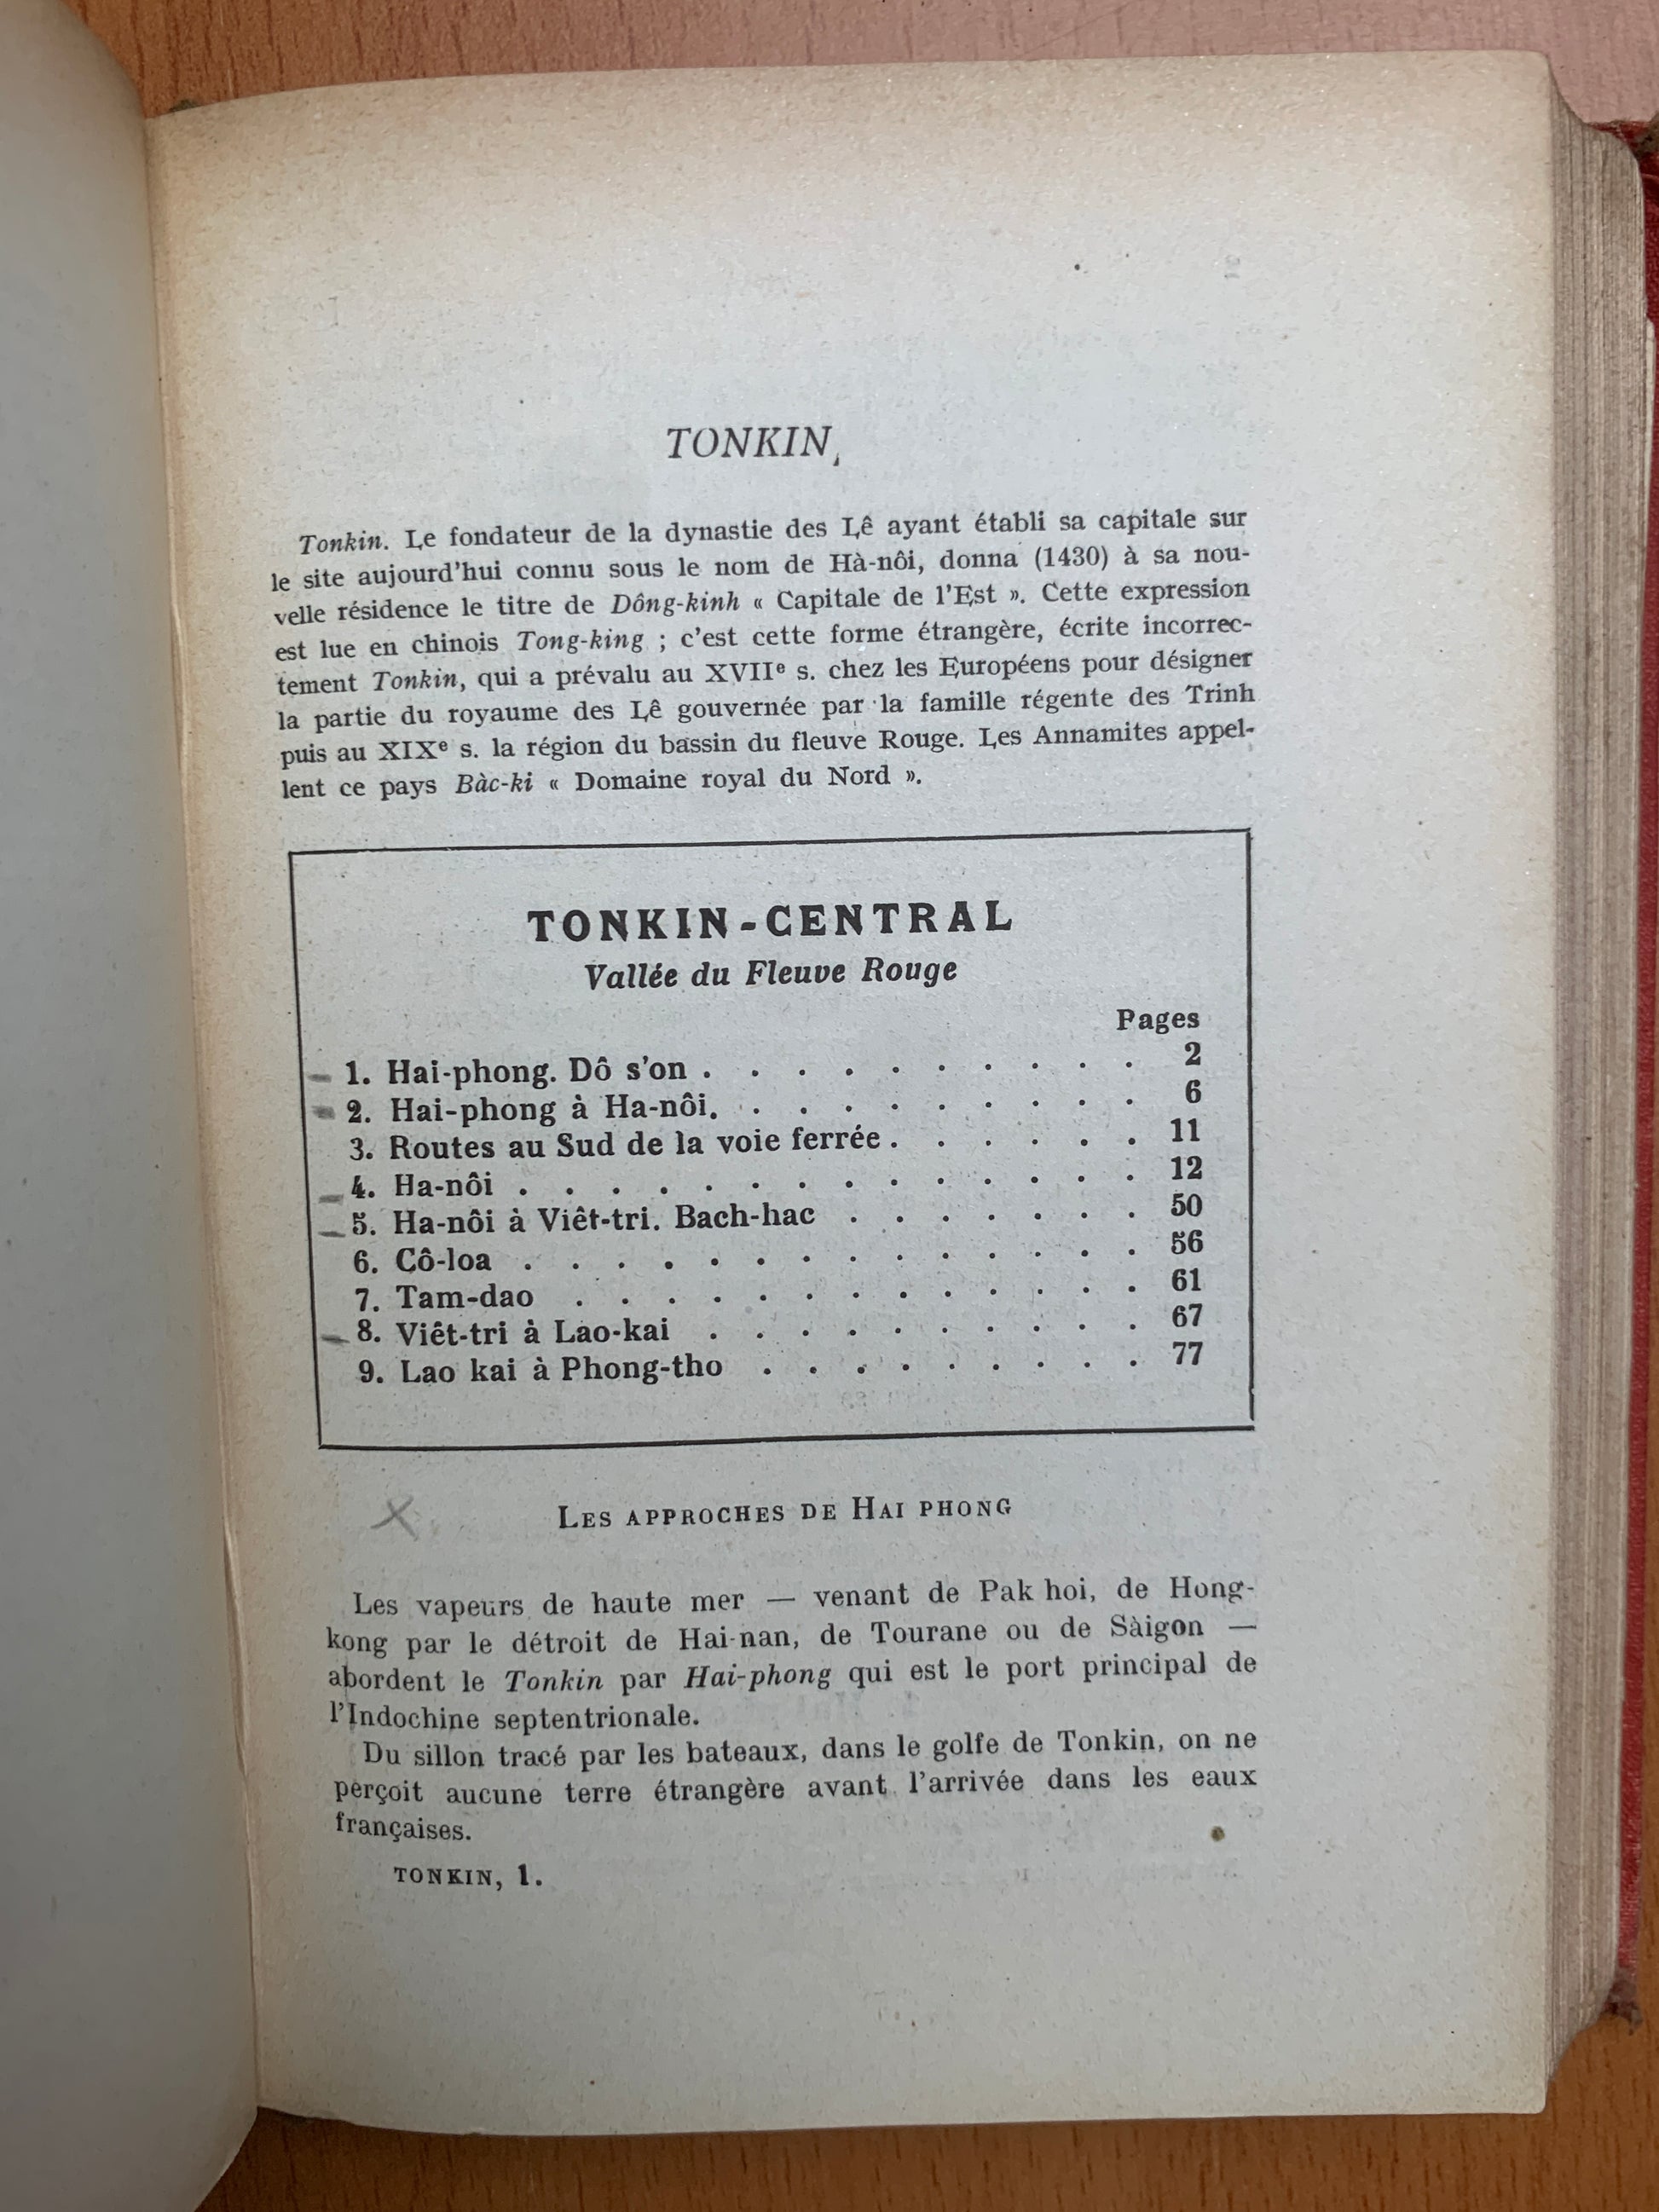 TONKIN
Tonkin. Le fondateur de la dynastie des Lê ayant établi sa capitale sur
le site aujourd'hui connu sous le nom de Hà-nôi, donna (1430) à sa nou-
velle résidence le titre de Dông-kinh « Capitale de l'Est ». Cette expression
est lue en chinois Tong-king ; c'est cette forme étrangère, écrite incorrec-
tement Tonkin, qui a prévalu au XVIIe s. chez les Européens pour désigner
la partie du royaume des Lê gouvernée par la famille régente des Trinh
puis au XIXe s. la région du bassin du fleuve Rouge. Les Annamites appel-
lent ce pays Bàc-ki « Domaine royal du Nord ».
TONKIN-CENTRAL
Vallée du Fleuve Rouge
Pages
1. Hai-phong. Dô s'on . . . . . . . . . . 2
2. Hai-phong à Ha-nôi. . . . . . . . . . 6
3. Routes au Sud de la voie ferrée . . . . . . 11
4. Ha-nôi . . . . . . . . . . . . . . 12
5. Ha-nôi à Viêt-tri. Bach-hac . . . . . . . 50
6. Cô-loa . . . . . . . . . . . . . . 56
7. Tam-dao . . . . . . . . . . . . . 61
8. Viêt-tri à Lao-kai . . . . . . . . . . 67
9. Lao kai à Phong-tho . . . . . . . . . 77
LES APPROCHES DE HAI PHONG
Les vapeurs de haute mer — venant de Pak hoi, de Hong-
kong par le détroit de Hai-nan, de Tourane ou de Sàigon —
abordent le Tonkin par Hai-phong qui est le port principal de
l'Indochine septentrionale.
Du sillon tracé par les bateaux, dans le golfe de Tonkin, on ne
perçoit aucune terre étrangère avant l'arrivée dans les eaux
françaises.
TONKIN, 1.